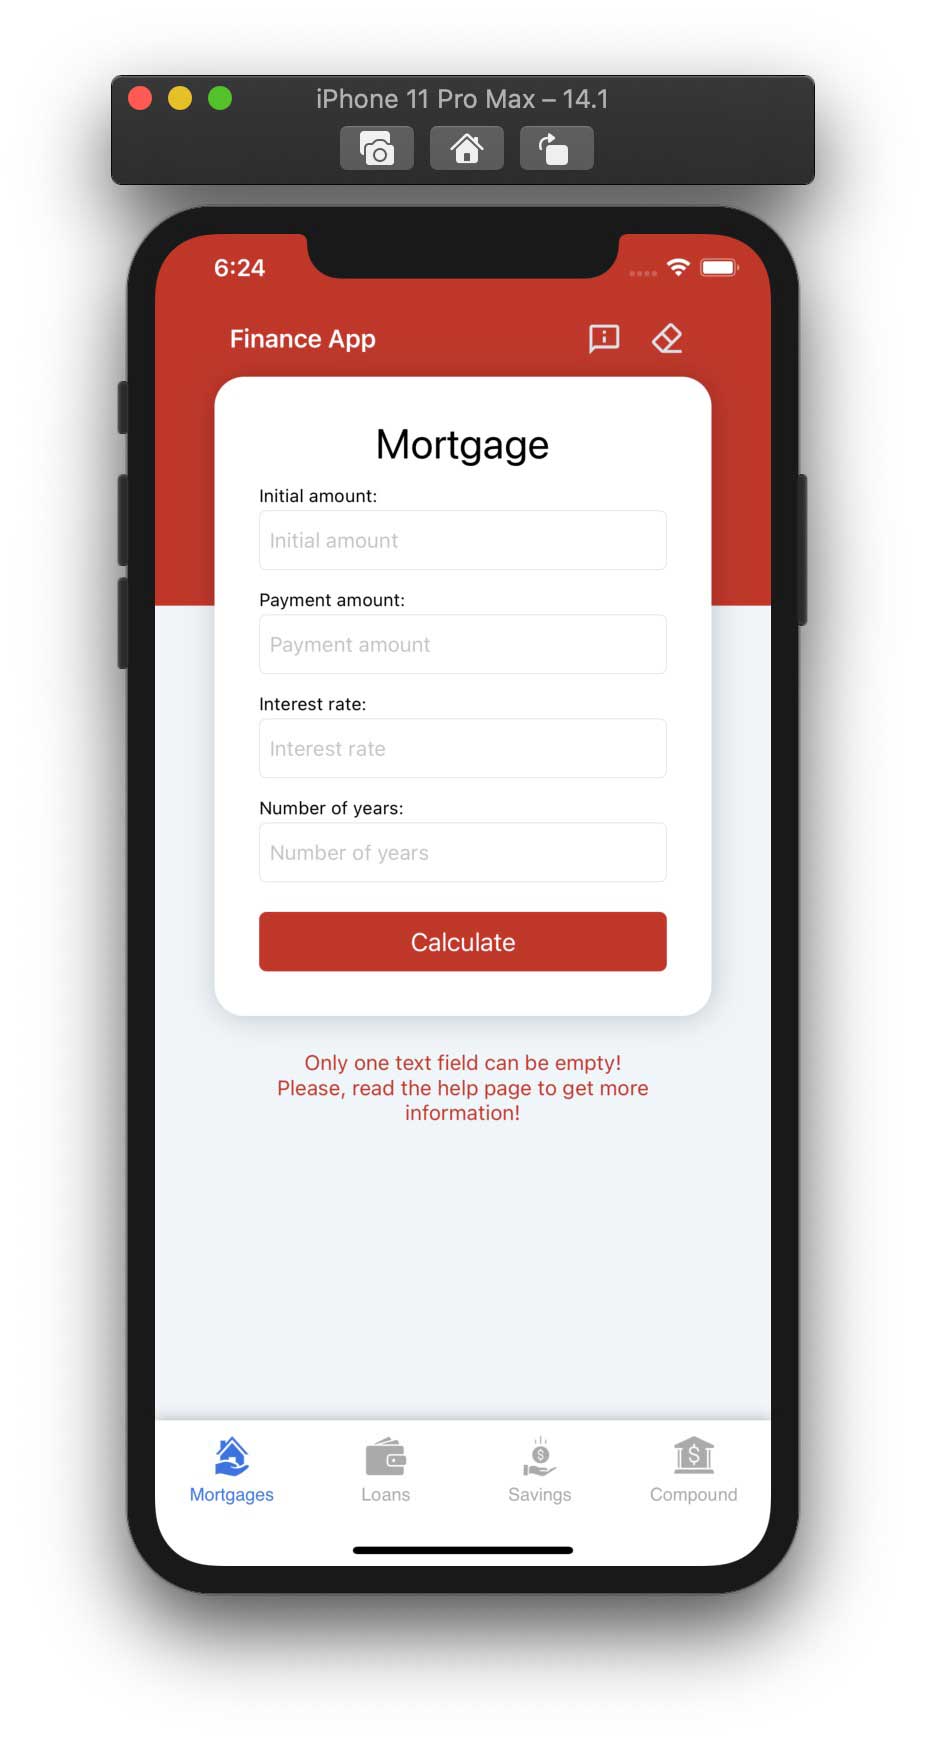 iPhone 11 Pro Max – 14.1
6:24
Finance App
Mortgage
Initial amount:
Initial amount
Payment amount:
Payment amount
Interest rate:
Interest rate
Number of years:
Number of years
Calculate
Only one text field can be empty!
Please, read the help page to get more
information!
Mortgages
Loans
Savings
Compound